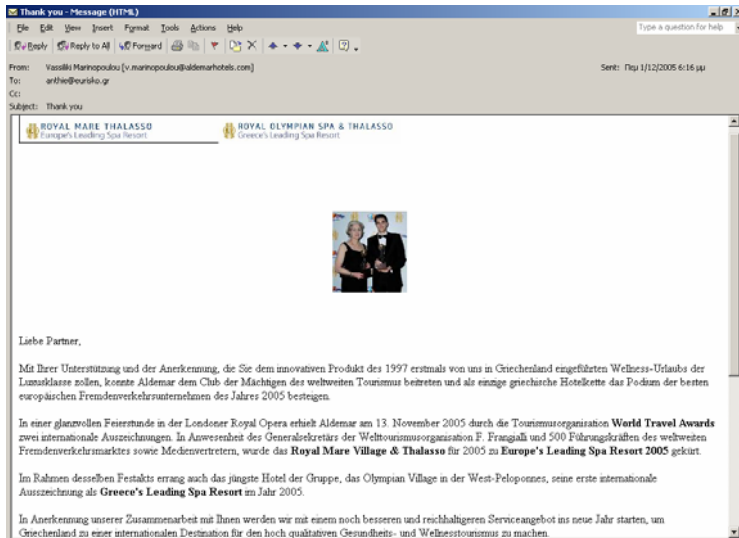 Thank you - Message (HTML)
File Edit View Insert Format Tools Actions Help
Type a question for help
Reply Reply to All Forward
From: Vassiliki Marinopoulou [v.marinopoulou@aldemarhotels.com]
Sent: Πεμ 1/12/2005 6:16 μμ
To: anthie@eurisko.gr
Cc:
Subject: Thank you
ROYAL MARE THALASSO ROYAL OLYMPIAN SPA & THALASSO
Europe's Leading Spa Resort Greece's Leading Spa Resort
Liebe Partner,
Mit Ihrer Unterstützung und der Anerkennung, die Sie dem innovativen Produkt des 1997 erstmals von uns in Griechenland eingeführten Wellness-Urlaubs der
Luxusklasse zollen, konnte Aldemar dem Club der Mächtigen des weltweiten Tourismus beitreten und als einzige griechische Hotelkette das Podium der besten
europäischen Fremdenverkehrsunternehmen des Jahres 2005 besteigen.
In einer glanzvollen Feierstunde in der Londoner Royal Opera erhielt Aldemar am 13. November 2005 durch die Tourismusorganisation World Travel Awards
zwei internationale Auszeichnungen. In Anwesenheit des Generalsekretärs der Welttourismusorganisation F. Frangialli und 500 Führungskräften des weltweiten
Fremdenverkehrsmarktes sowie Medienvertretern, wurde das Royal Mare Village & Thalasso für 2005 zu Europe's Leading Spa Resort 2005 gekürt.
Im Rahmen desselben Festakts errang auch das jüngste Hotel der Gruppe, das Olympian Village in der West-Peloponnes, seine erste internationale
Ausszeichnung als Greece's Leading Spa Resort im Jahr 2005.
In Anerkennung unserer Zusammenarbeit mit Ihnen werden wir mit einem noch besseren und reichhaltigeren Serviceangebot ins neue Jahr starten, um
Griechenland zu einer internationalen Destination für den hoch qualitativen Gesundheits- und Wellnesstourismus zu machen.